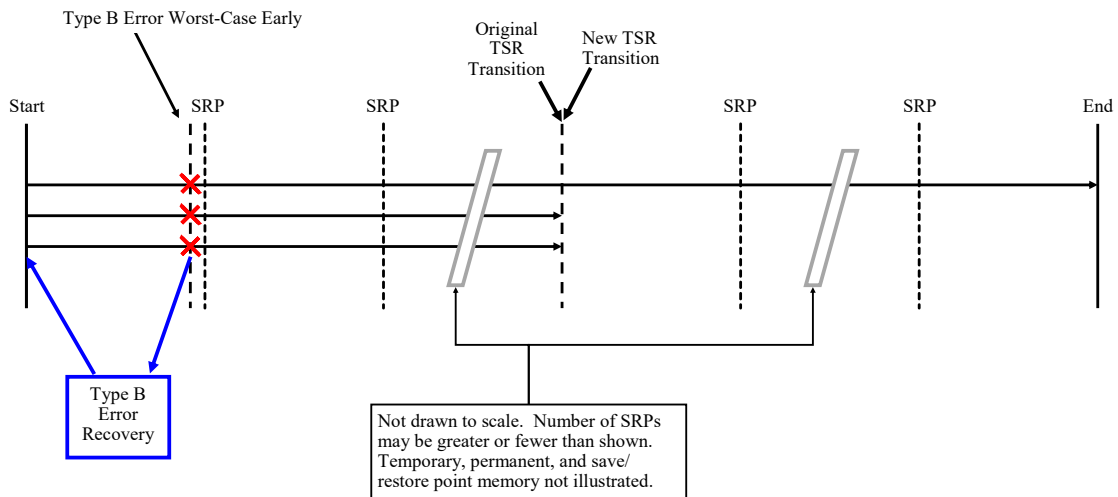 Type B Error Worst-Case Early
Original
TSR
Transition
New TSR
Transition
Start
SRP
SRP
SRP
SRP
End
Type B
Error
Recovery
Not drawn to scale.  Number of SRPs
may be greater or fewer than shown.
Temporary, permanent, and save/
restore point memory not illustrated.